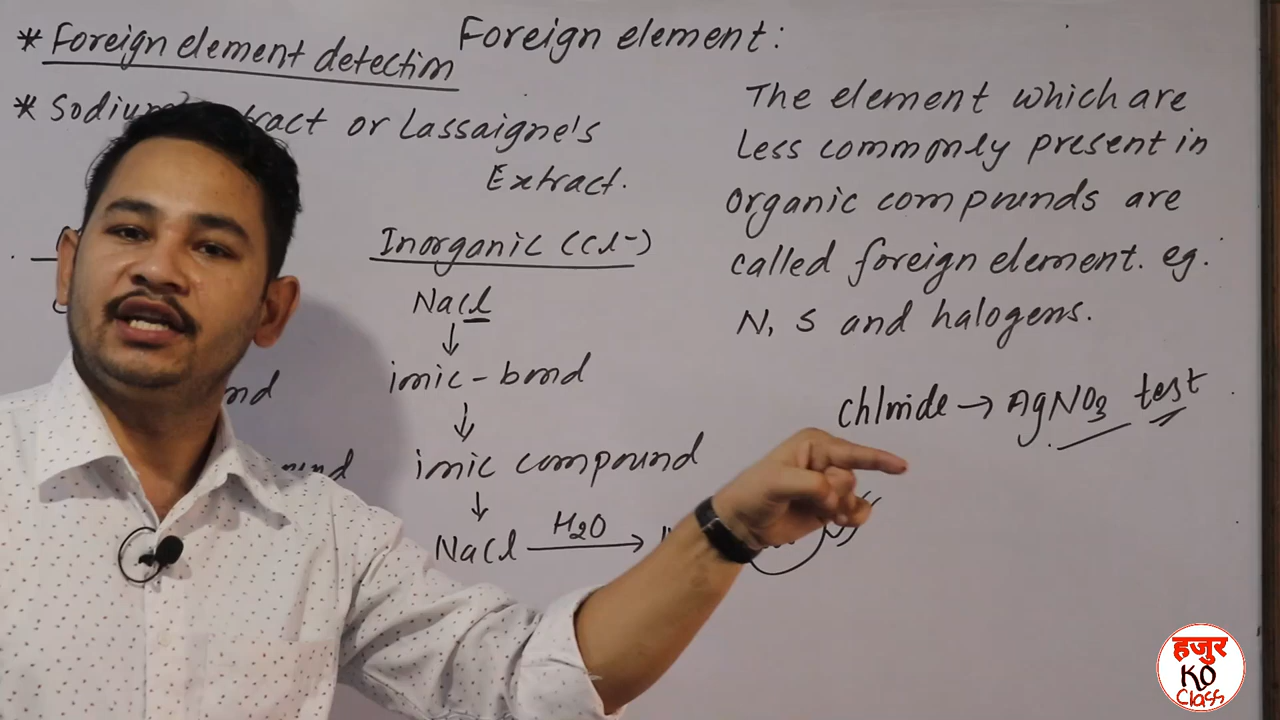 * Foreign element detection
* Sodium extract or Lassaigne's
Extract.
Inorganic (Cl⁻)
NaCl
↓
ionic-bond
↓
ionic compound
↓
NaCl H₂O →
Foreign element:
The element which are
Less commonly present in
organic compounds are
called foreign element. eg.
N, S and halogens.
chloride → AgNO₃ test
हजुर
KO
Class